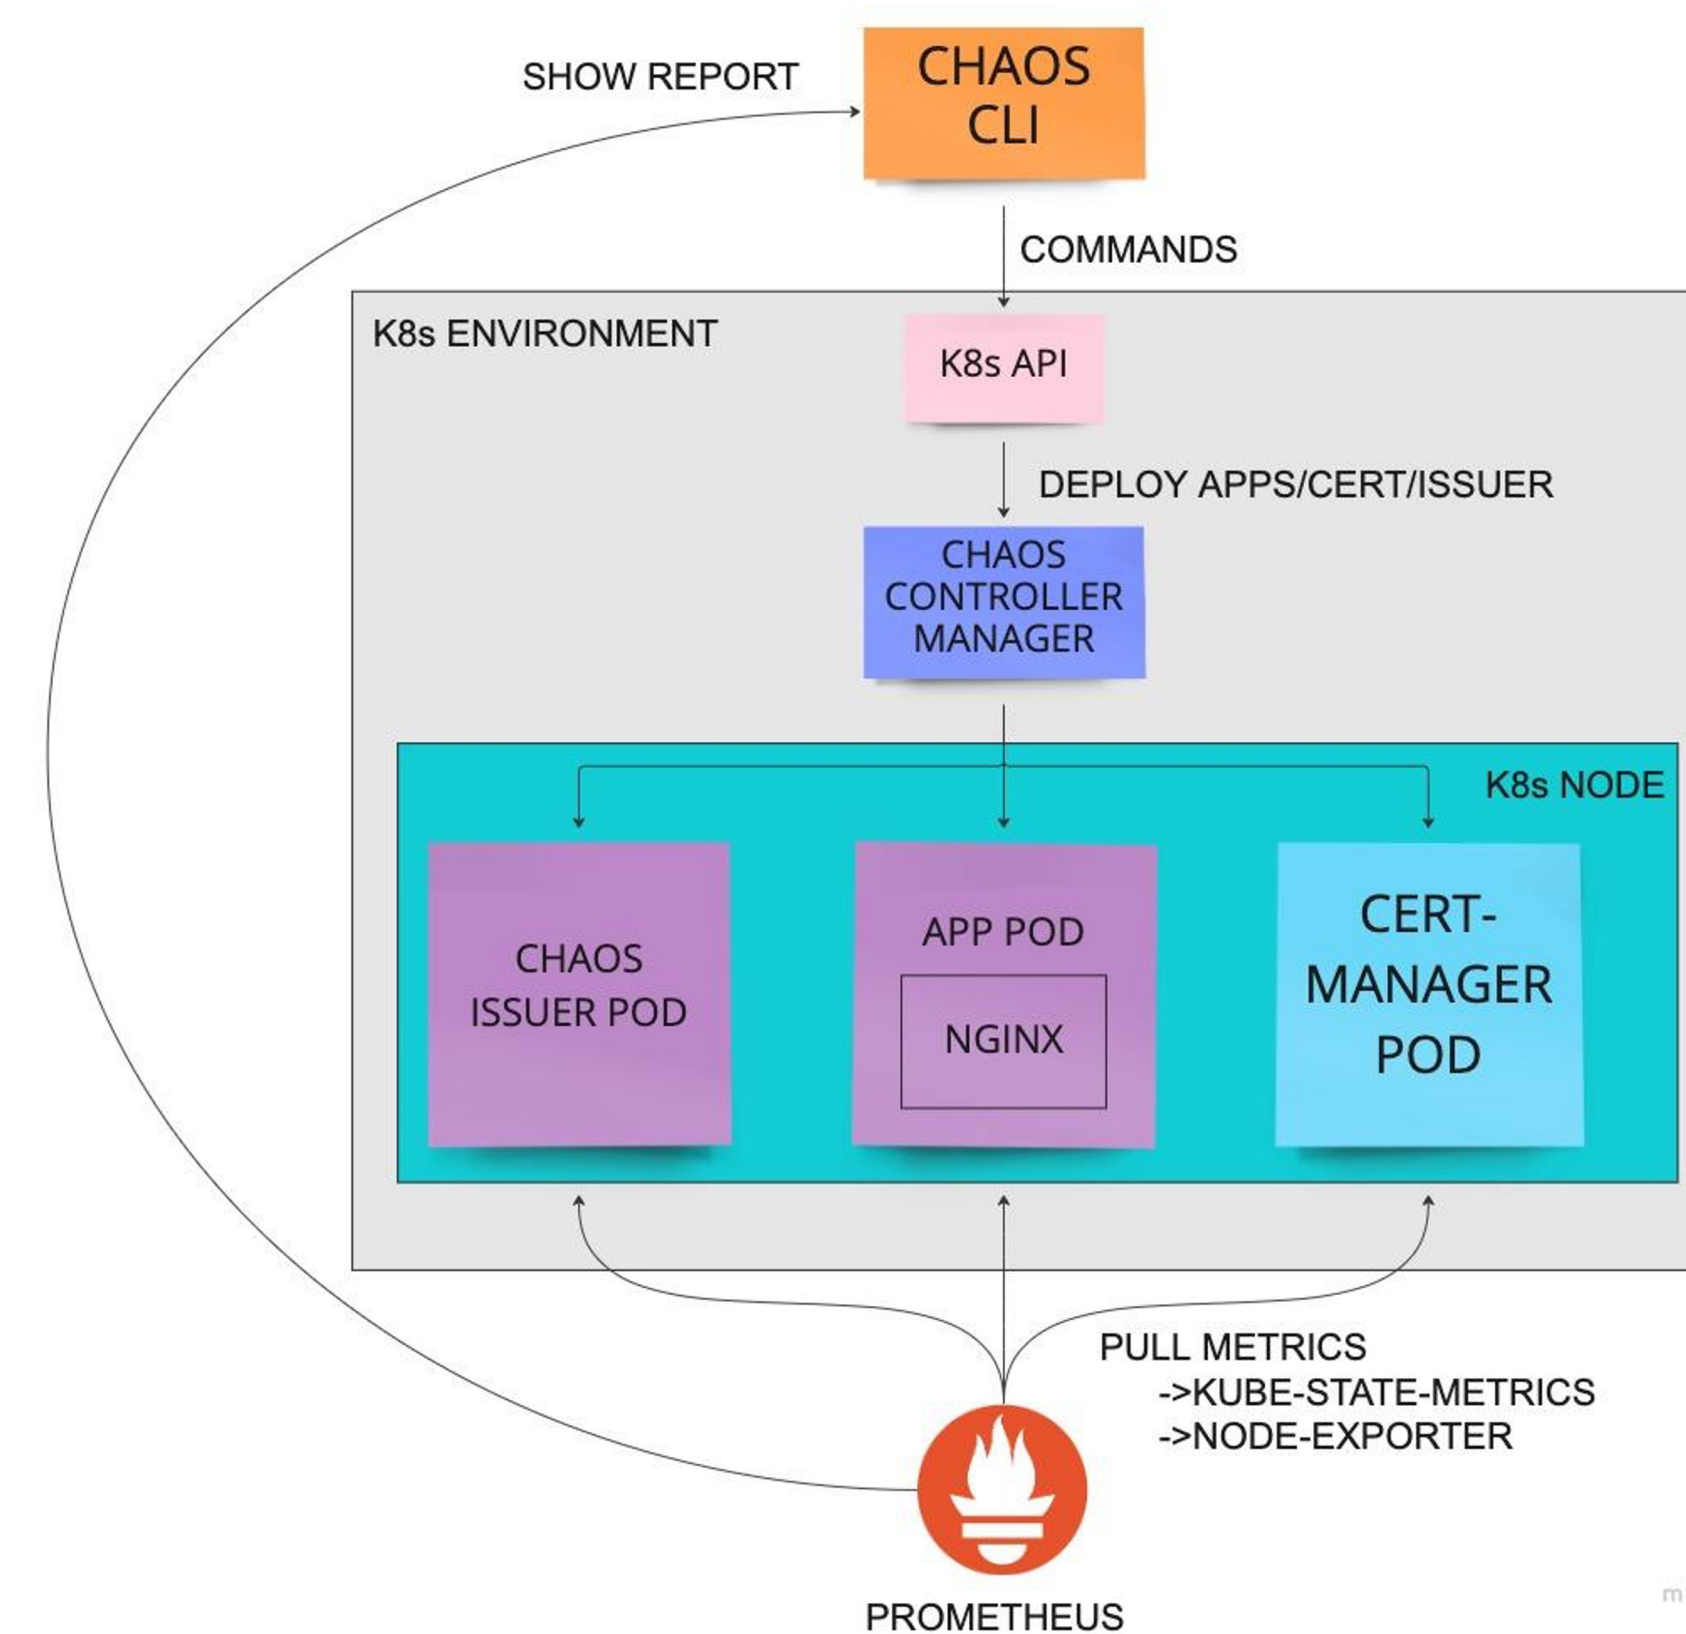 SHOW REPORT
CHAOS
CLI
COMMANDS
K8s ENVIRONMENT
K8s API
DEPLOY APPS/CERT/ISSUER
CHAOS
CONTROLLER
MANAGER
K8s NODE
CHAOS
ISSUER POD
APP POD
NGINX
CERT-
MANAGER
POD
PULL METRICS
->KUBE-STATE-METRICS
->NODE-EXPORTER
PROMETHEUS